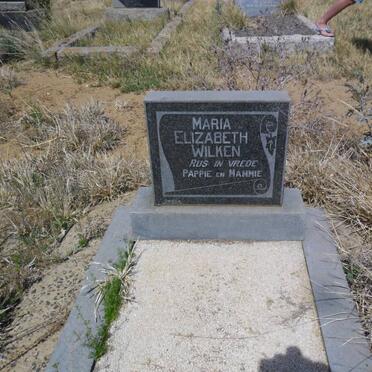 MARIA
ELIZABETH
WILKEN
RUS IN VREDE
PAPPIE EN MAMMIE